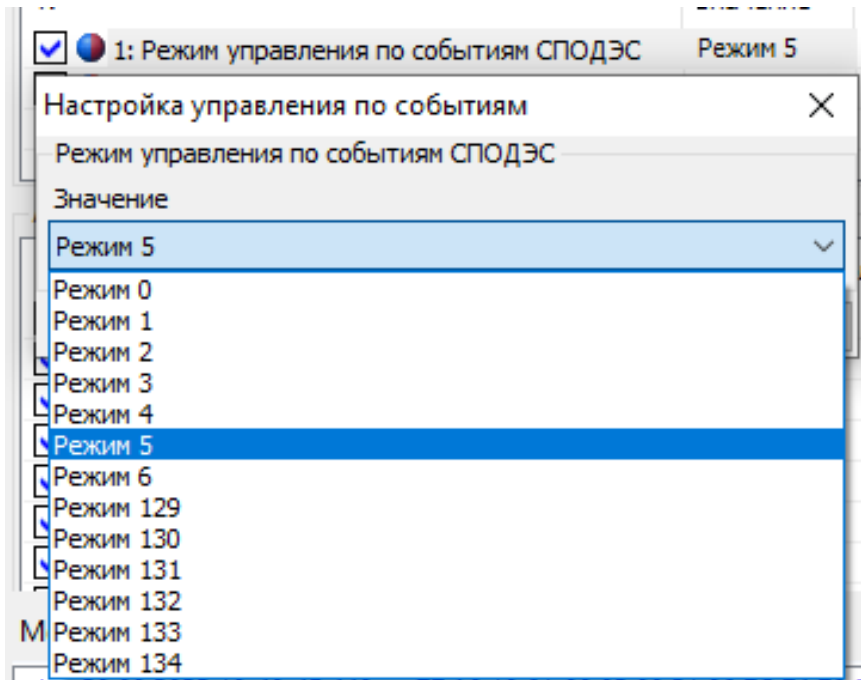 1: Режим управления по событиям СПОДЭС Режим 5
Настройка управления по событиям
Режим управления по событиям СПОДЭС
Значение
Режим 5
Режим 0
Режим 1
Режим 2
Режим 3
Режим 4
Режим 5
Режим 6
Режим 129
Режим 130
Режим 131
Режим 132
Режим 133
Режим 134